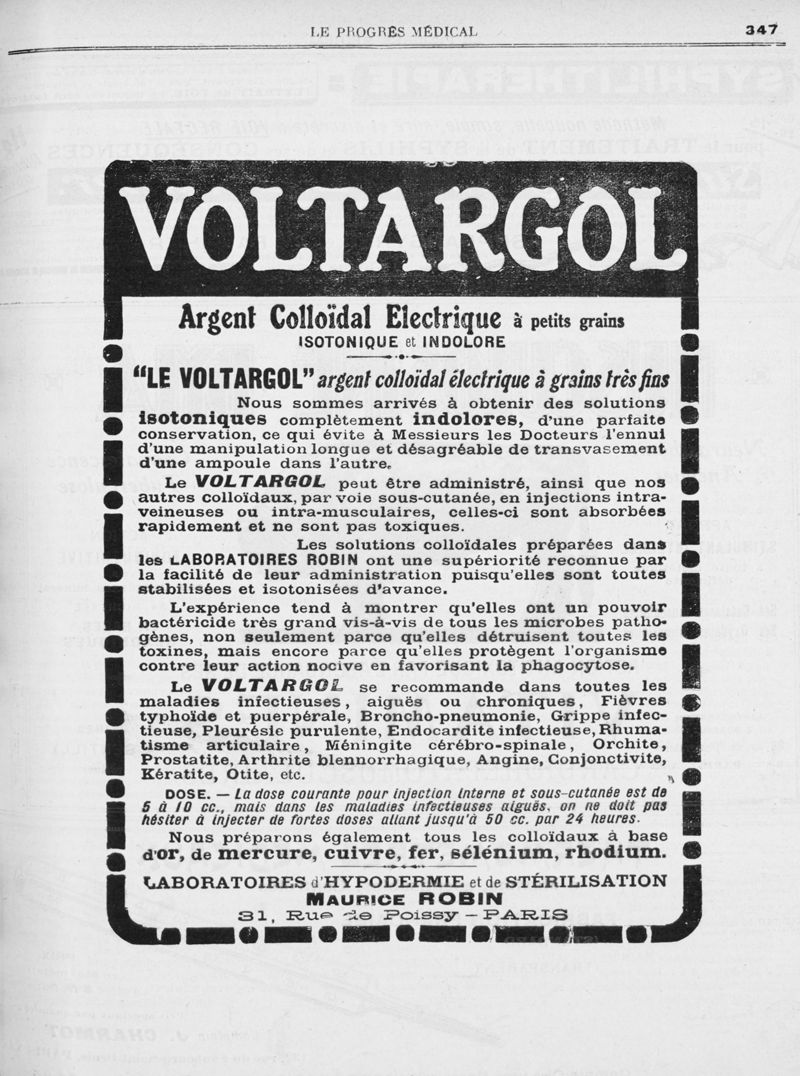 LE PROGRÈS MÉDICAL
347
VOLTARGOL
Argent Colloïdal Electrique à petits grains
ISOTONIQUE et INDOLORE
"LE VOLTARGOL" argent colloïdal électrique à grains très fins
Nous sommes arrivés à obtenir des solutions
isotoniques complètement indolores, d'une parfaite
conservation, ce qui évite à Messieurs les Docteurs l'ennui
d'une manipulation longue et désagréable de transvasement
d'une ampoule dans l'autre.
Le VOLTARGOL peut être administré, ainsi que nos
autres colloïdaux, par voie sous-cutanée, en injections intra-
veineuses ou intra-musculaires, celles-ci sont absorbées
rapidement et ne sont pas toxiques.
Les solutions colloïdales préparées dans
les LABORATOIRES ROBIN ont une supériorité reconnue par
la facilité de leur administration puisqu'elles sont toutes
stabilisées et isotonisées d'avance.
L'expérience tend à montrer qu'elles ont un pouvoir
bactéricide très grand vis-à-vis de tous les microbes patho-
gènes, non seulement parce qu'elles détruisent toutes les
toxines, mais encore parce qu'elles protègent l'organisme
contre leur action nocive en favorisant la phagocytose.
Le VOLTARGOL se recommande dans toutes les
maladies infectieuses, aiguës ou chroniques, Fièvres
typhoïde et puerpérale, Broncho-pneumonie, Grippe infec-
tieuse, Pleurésie purulente, Endocardite infectieuse, Rhuma-
tisme articulaire, Méningite cérébro-spinale, Orchite,
Prostatite, Arthrite blennorrhagique, Angine, Conjonctivite,
Kératite, Otite, etc.
DOSE. — La dose courante pour injection interne et sous-cutanée est de
5 à 10 cc., mais dans les maladies infectieuses aiguës, on ne doit pas
hésiter à injecter de fortes doses allant jusqu'à 50 cc. par 24 heures.
Nous préparons également tous les colloïdaux à base
d'or, de mercure, cuivre, fer, sélénium, rhodium.
LABORATOIRES d'HYPODERMIE et de STÉRILISATION
MAURICE ROBIN
31, Rue de Poissy — PARIS